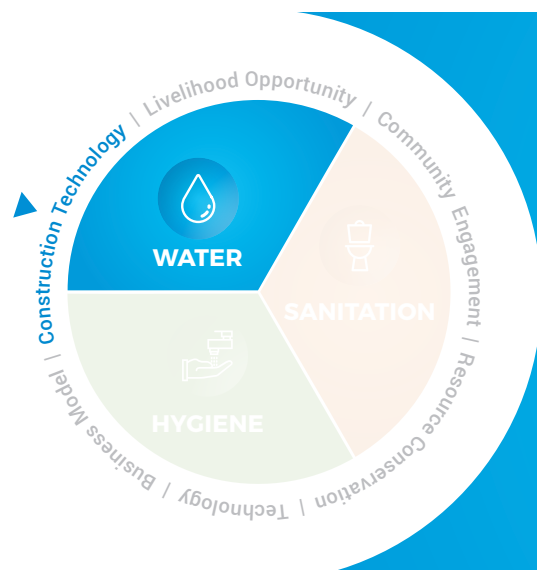 Construction Technology | Livelihood Opportunity | Community Engagement | Resource Conservation | Technology | Business Model |
WATER
SANITATION
HYGIENE